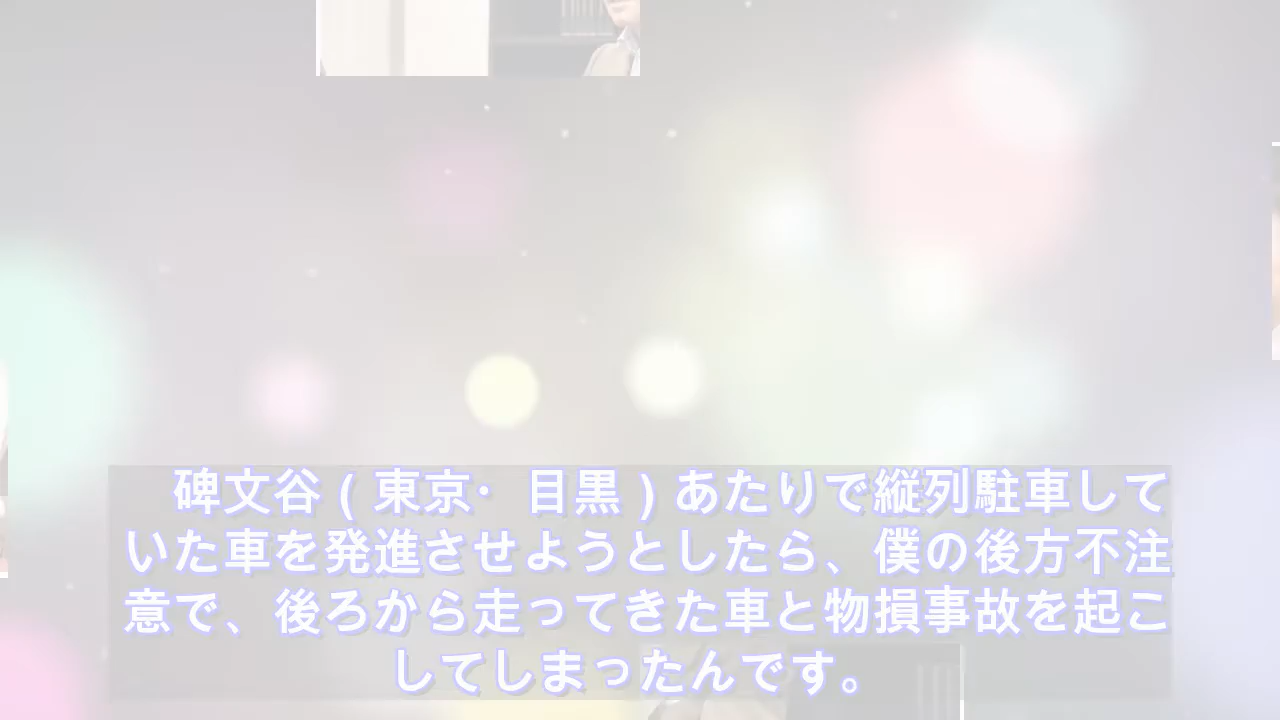 碑文谷(東京・目黒)あたりで縦列駐車して
いた車を発進させようとしたら、僕の後方不注
意で、後ろから走ってきた車と物損事故を起こ
してしまったんです。